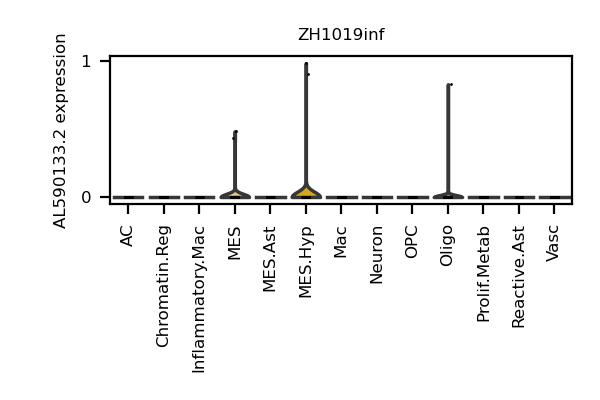 ZH1019inf
AL590133.2 expression
1
0
AC
Chromatin.Reg
Inflammatory.Mac
MES
MES.Ast
MES.Hyp
Mac
Neuron
OPC
Oligo
Prolif.Metab
Reactive.Ast
Vasc